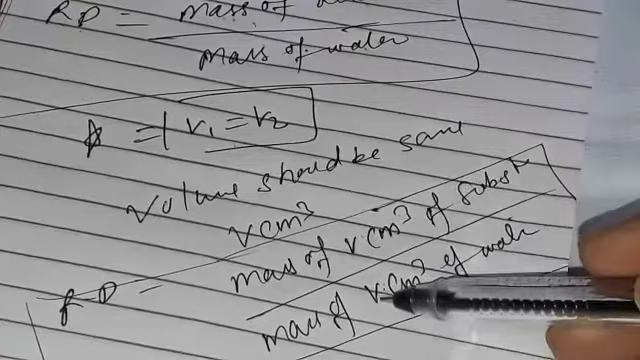 RD = mass of
mass of water
⇒ V₁ = V₂
Volume should be same
V cm³
RD = mass of V cm³ of subst
mass of V cm³ of water